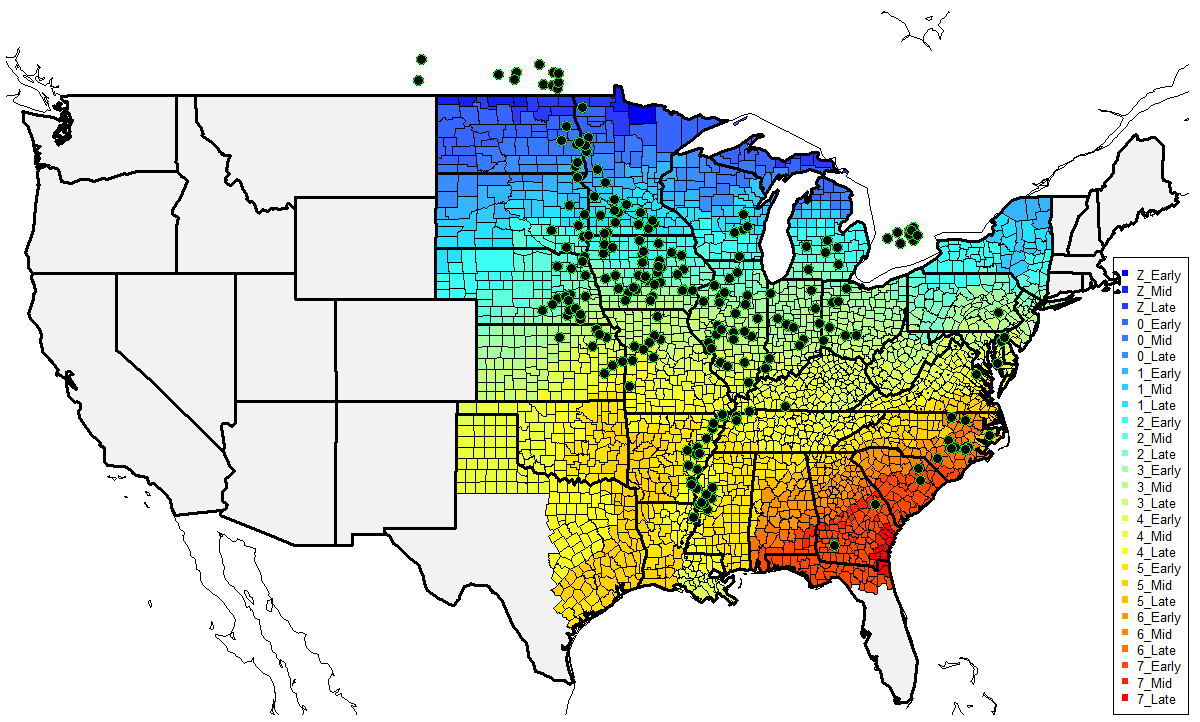 Z_Early
Z_Mid
Z_Late
0_Early
0_Mid
0_Late
1_Early
1_Mid
1_Late
2_Early
2_Mid
2_Late
3_Early
3_Mid
3_Late
4_Early
4_Mid
4_Late
5_Early
5_Mid
5_Late
6_Early
6_Mid
6_Late
7_Early
7_Mid
7_Late